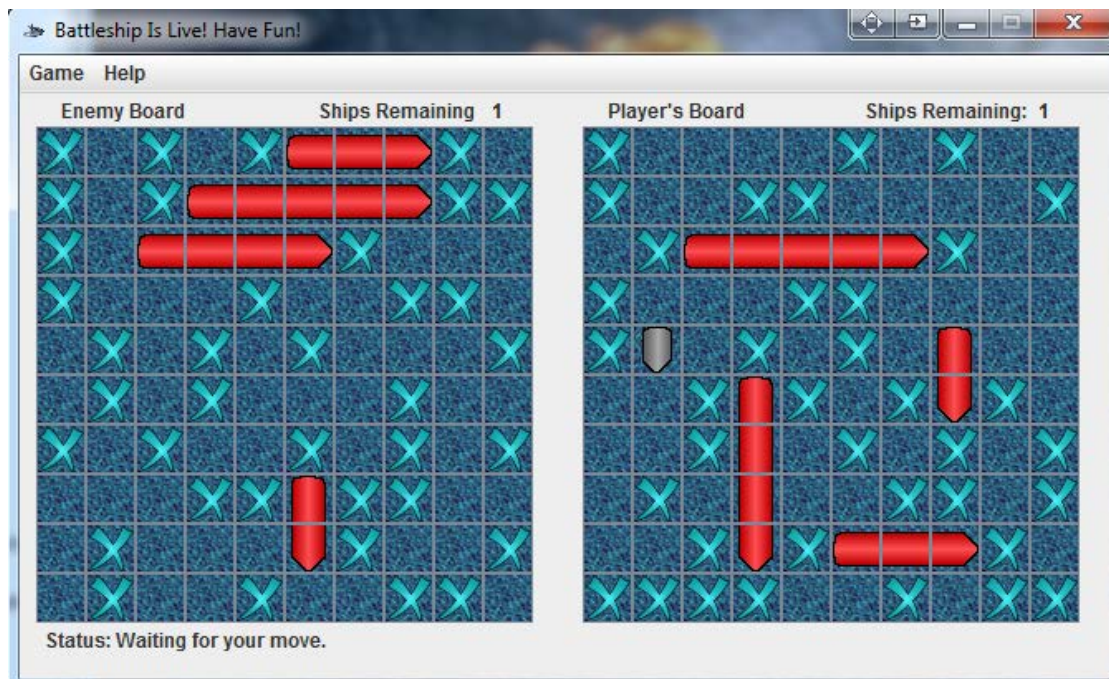 Battleship Is Live! Have Fun!
Game Help
Enemy Board Ships Remaining 1 Player's Board Ships Remaining: 1
Status: Waiting for your move.